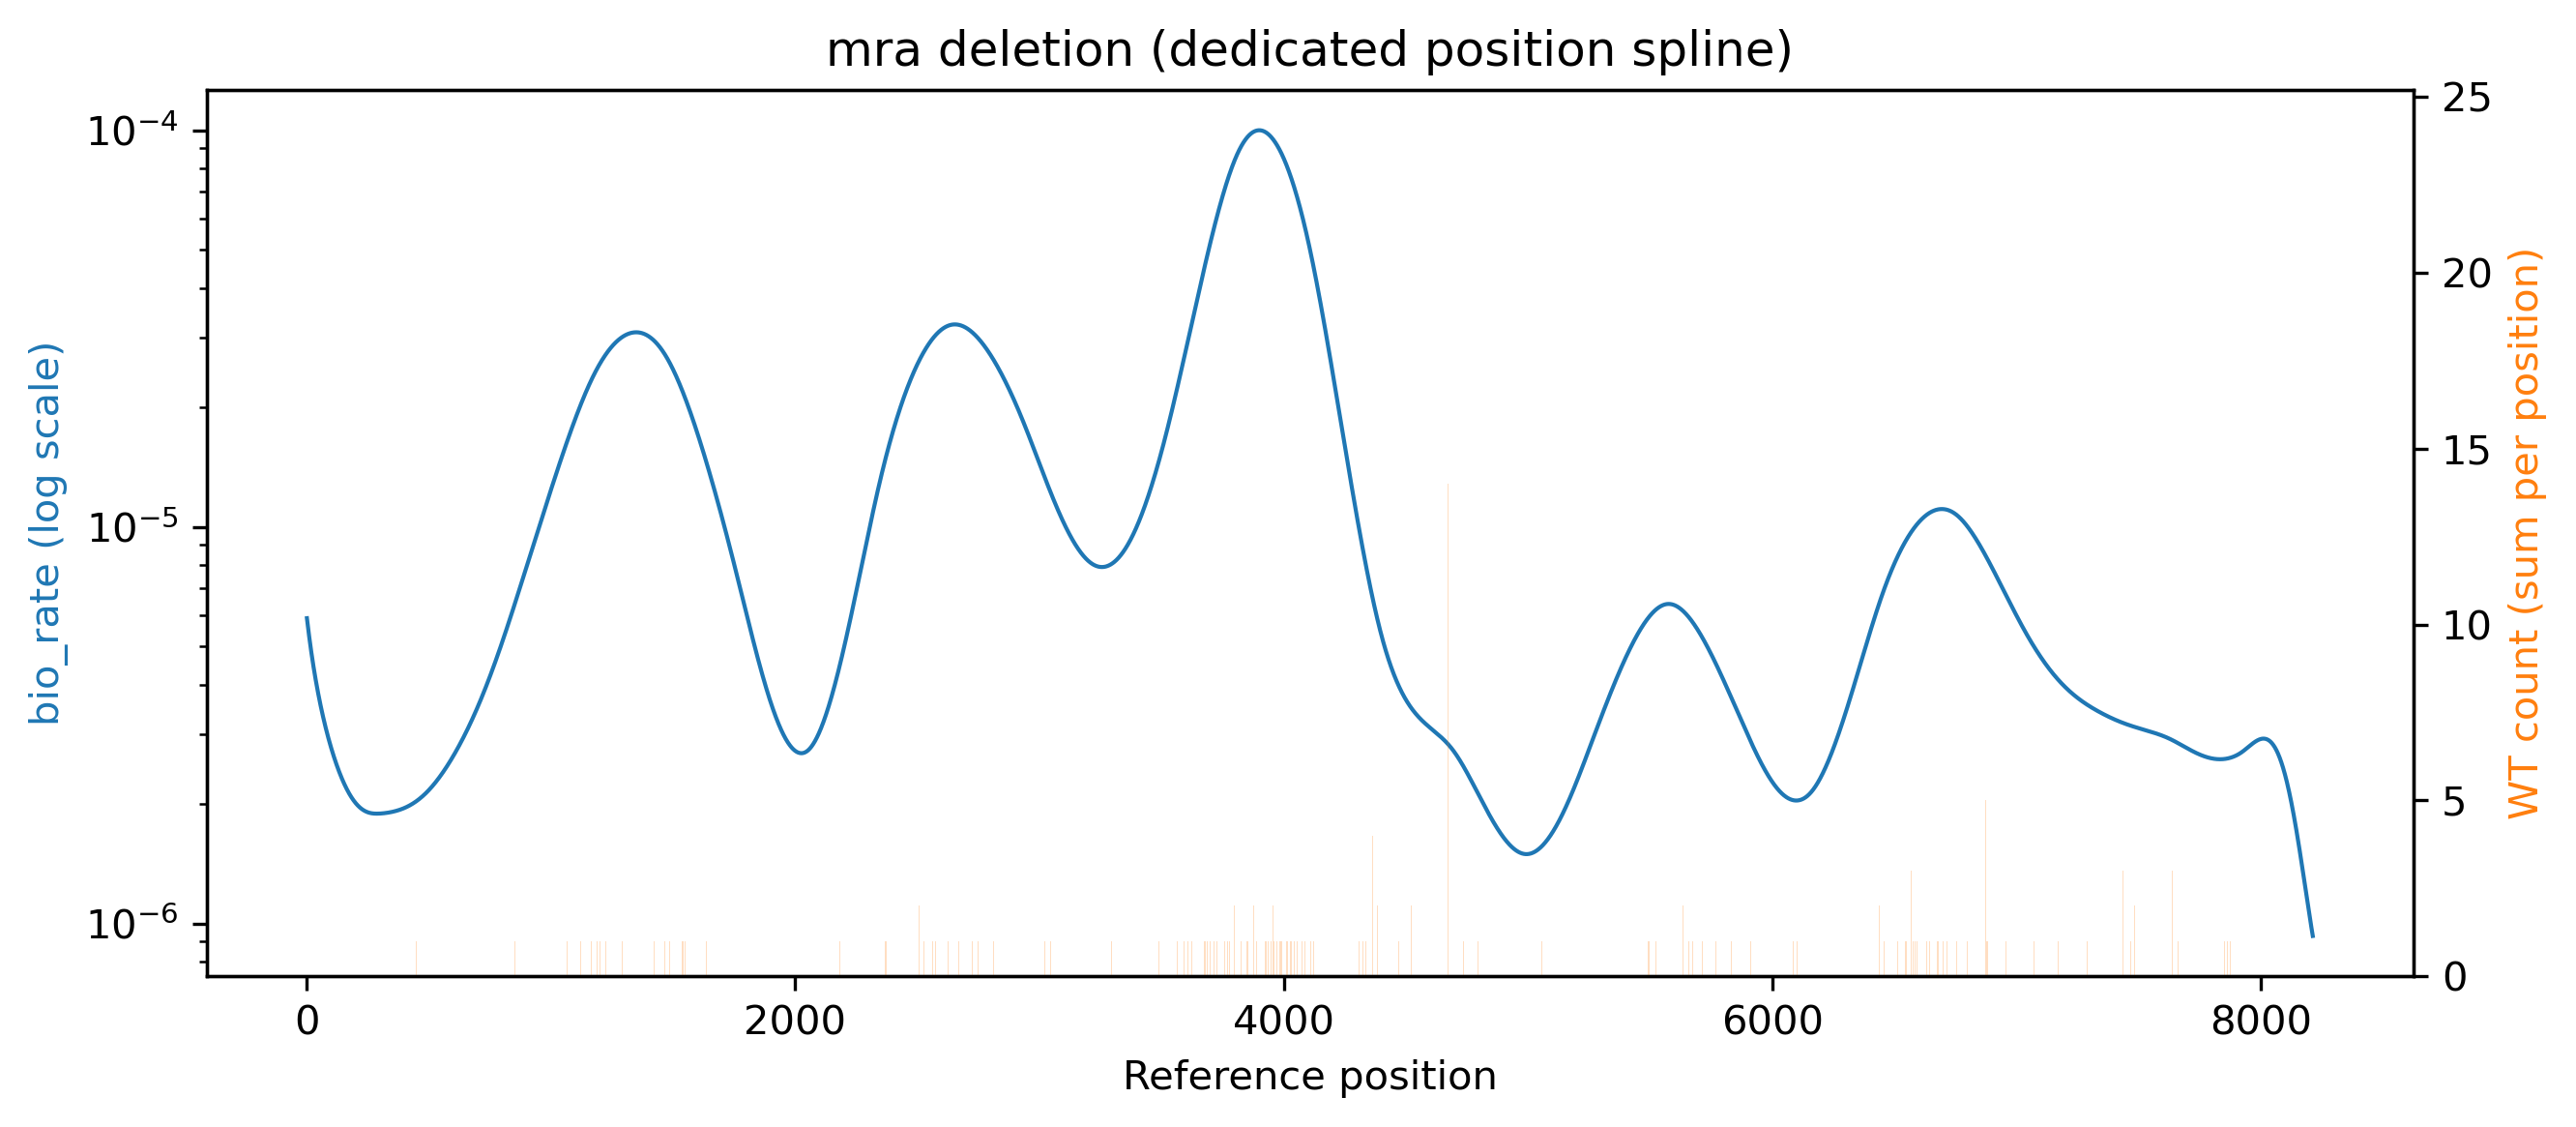 mra deletion (dedicated position spline)
bio_rate (log scale)
10⁻⁴
10⁻⁵
10⁻⁶
25
20
15
10
5
0
WT count (sum per position)
0 2000 4000 6000 8000
Reference position